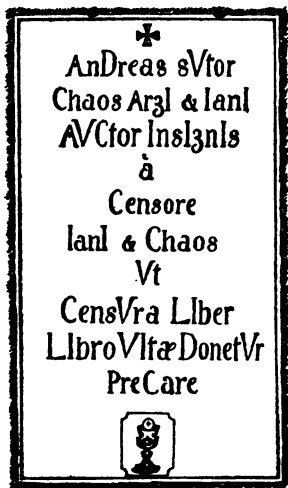 ✠
AnDreas sVtor
Chaos ArgI & IanI
AVCtor InsIgnIs
à
Censore
IanI & Chaos
Vt
CensVra LIber
LIbro VItæ DonetVr
PreCare